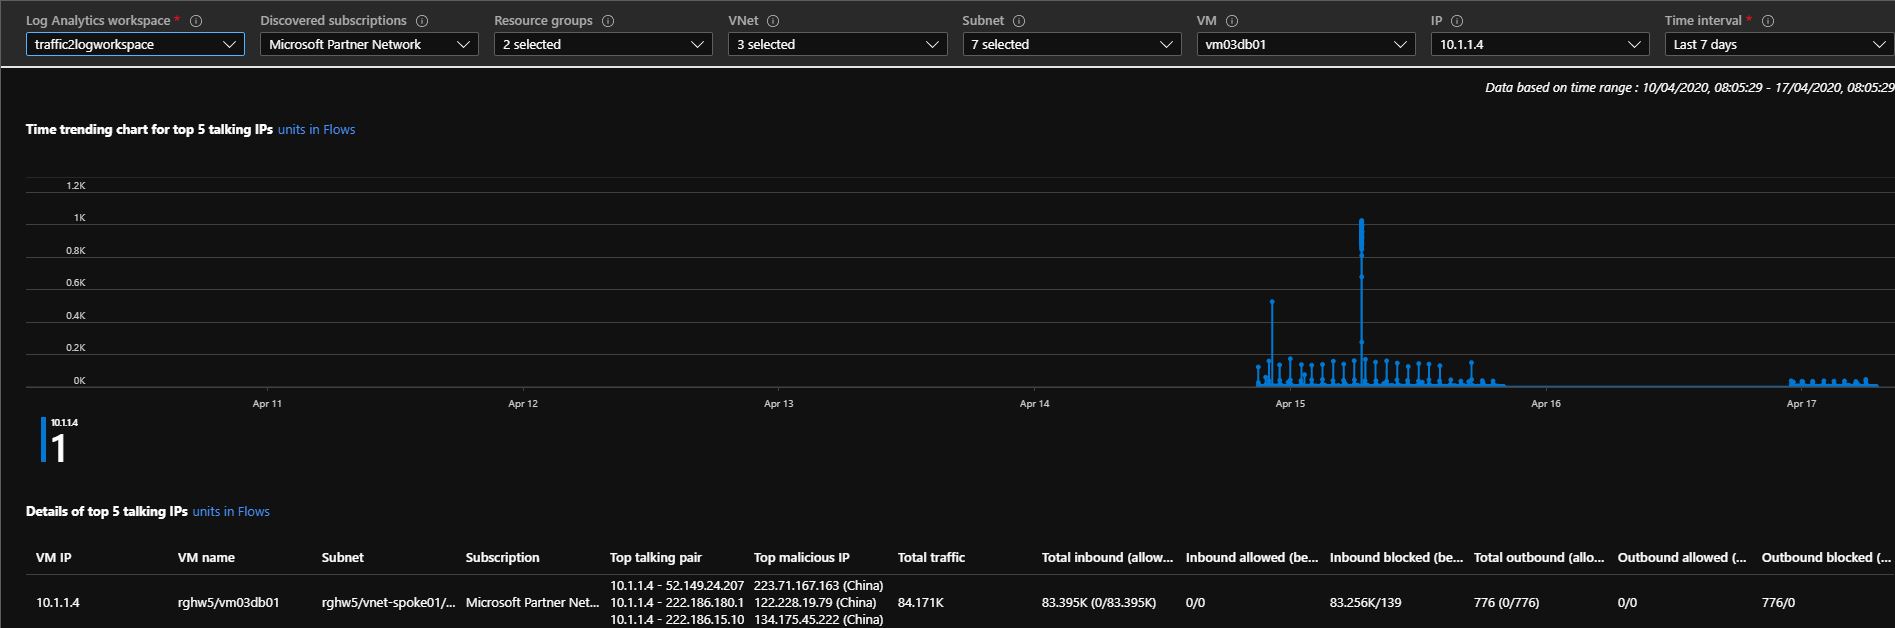 Log Analytics workspace * Discovered subscriptions Resource groups VNet Subnet VM IP Time interval *
traffic2logworkspace Microsoft Partner Network 2 selected 3 selected 7 selected vm03db01 10.1.1.4 Last 7 days
Data based on time range : 10/04/2020, 08:05:29 - 17/04/2020, 08:05:29
Time trending chart for top 5 talking IPs units in Flows
1.2K
1K
0.8K
0.6K
0.4K
0.2K
0K
Apr 11 Apr 12 Apr 13 Apr 14 Apr 15 Apr 16 Apr 17
10.1.1.4
1
Details of top 5 talking IPs units in Flows
VM IP VM name Subnet Subscription Top talking pair Top malicious IP Total traffic Total inbound (allow... Inbound allowed (be... Inbound blocked (be... Total outbound (allo... Outbound allowed (... Outbound blocked (...
10.1.1.4 - 52.149.24.207 223.71.167.163 (China)
10.1.1.4 rghw5/vm03db01 rghw5/vnet-spoke01/... Microsoft Partner Net... 10.1.1.4 - 222.186.180.1 122.228.19.79 (China) 84.171K 83.395K (0/83.395K) 0/0 83.256K/139 776 (0/776) 0/0 776/0
10.1.1.4 - 222.186.15.10 134.175.45.222 (China)